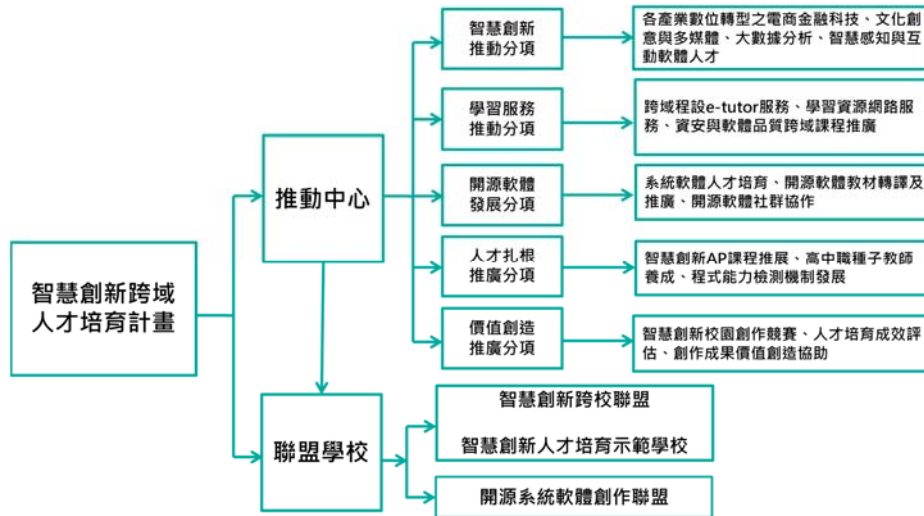 智慧創新跨域
人才培育計畫
推動中心
智慧創新
推動分項
各產業數位轉型之電商金融科技、文化創
意與多媒體、大數據分析、智慧感知與互
動軟體人才
學習服務
推動分項
跨域程設e-tutor服務、學習資源網路服
務、資安與軟體品質跨域課程推廣
開源軟體
發展分項
系統軟體人才培育、開源軟體教材轉譯及
推廣、開源軟體社群協作
人才扎根
推廣分項
智慧創新AP課程推展、高中職種子教師
養成、程式能力檢測機制發展
價值創造
推廣分項
智慧創新校園創作競賽、人才培育成效評
估、創作成果價值創造協助
聯盟學校
智慧創新跨校聯盟
智慧創新人才培育示範學校
開源系統軟體創作聯盟